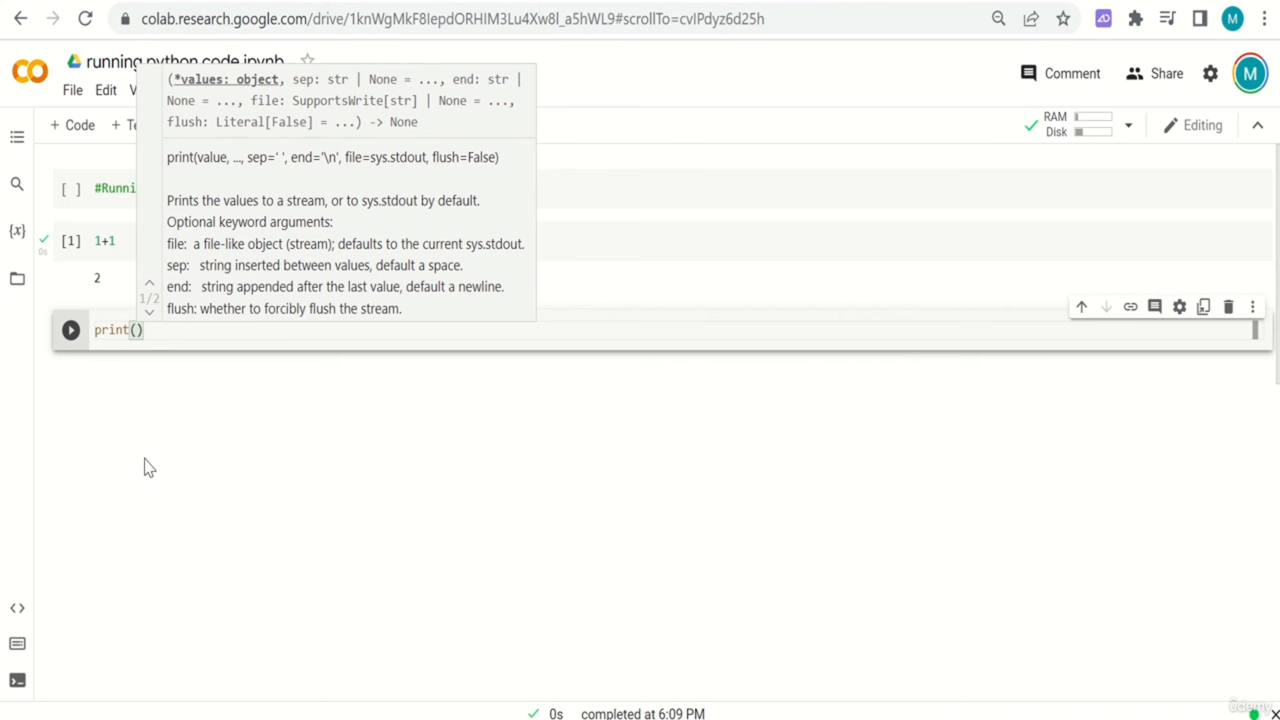 colab.research.google.com/drive/1knWgMkF8IepdORHIM3Lu4Xw8l_a5hWL9#scrollTo=cvIPdyz6d25h
M
running python code.ipynb
File Edit V
Comment Share M
(*values: object, sep: str | None = ..., end: str |
None = ..., file: SupportsWrite[str] | None = ...,
flush: Literal[False] = ...) -> None
+ Code + Te
RAM
Disk
Editing
print(value, ..., sep=' ', end='\n', file=sys.stdout, flush=False)
[ ] #Runni
Prints the values to a stream, or to sys.stdout by default.
Optional keyword arguments:
file: a file-like object (stream); defaults to the current sys.stdout.
sep: string inserted between values, default a space.
end: string appended after the last value, default a newline.
flush: whether to forcibly flush the stream.
{x}
0s
[1] 1+1
2
1/2
print()
0s completed at 6:09 PM
ûdemy